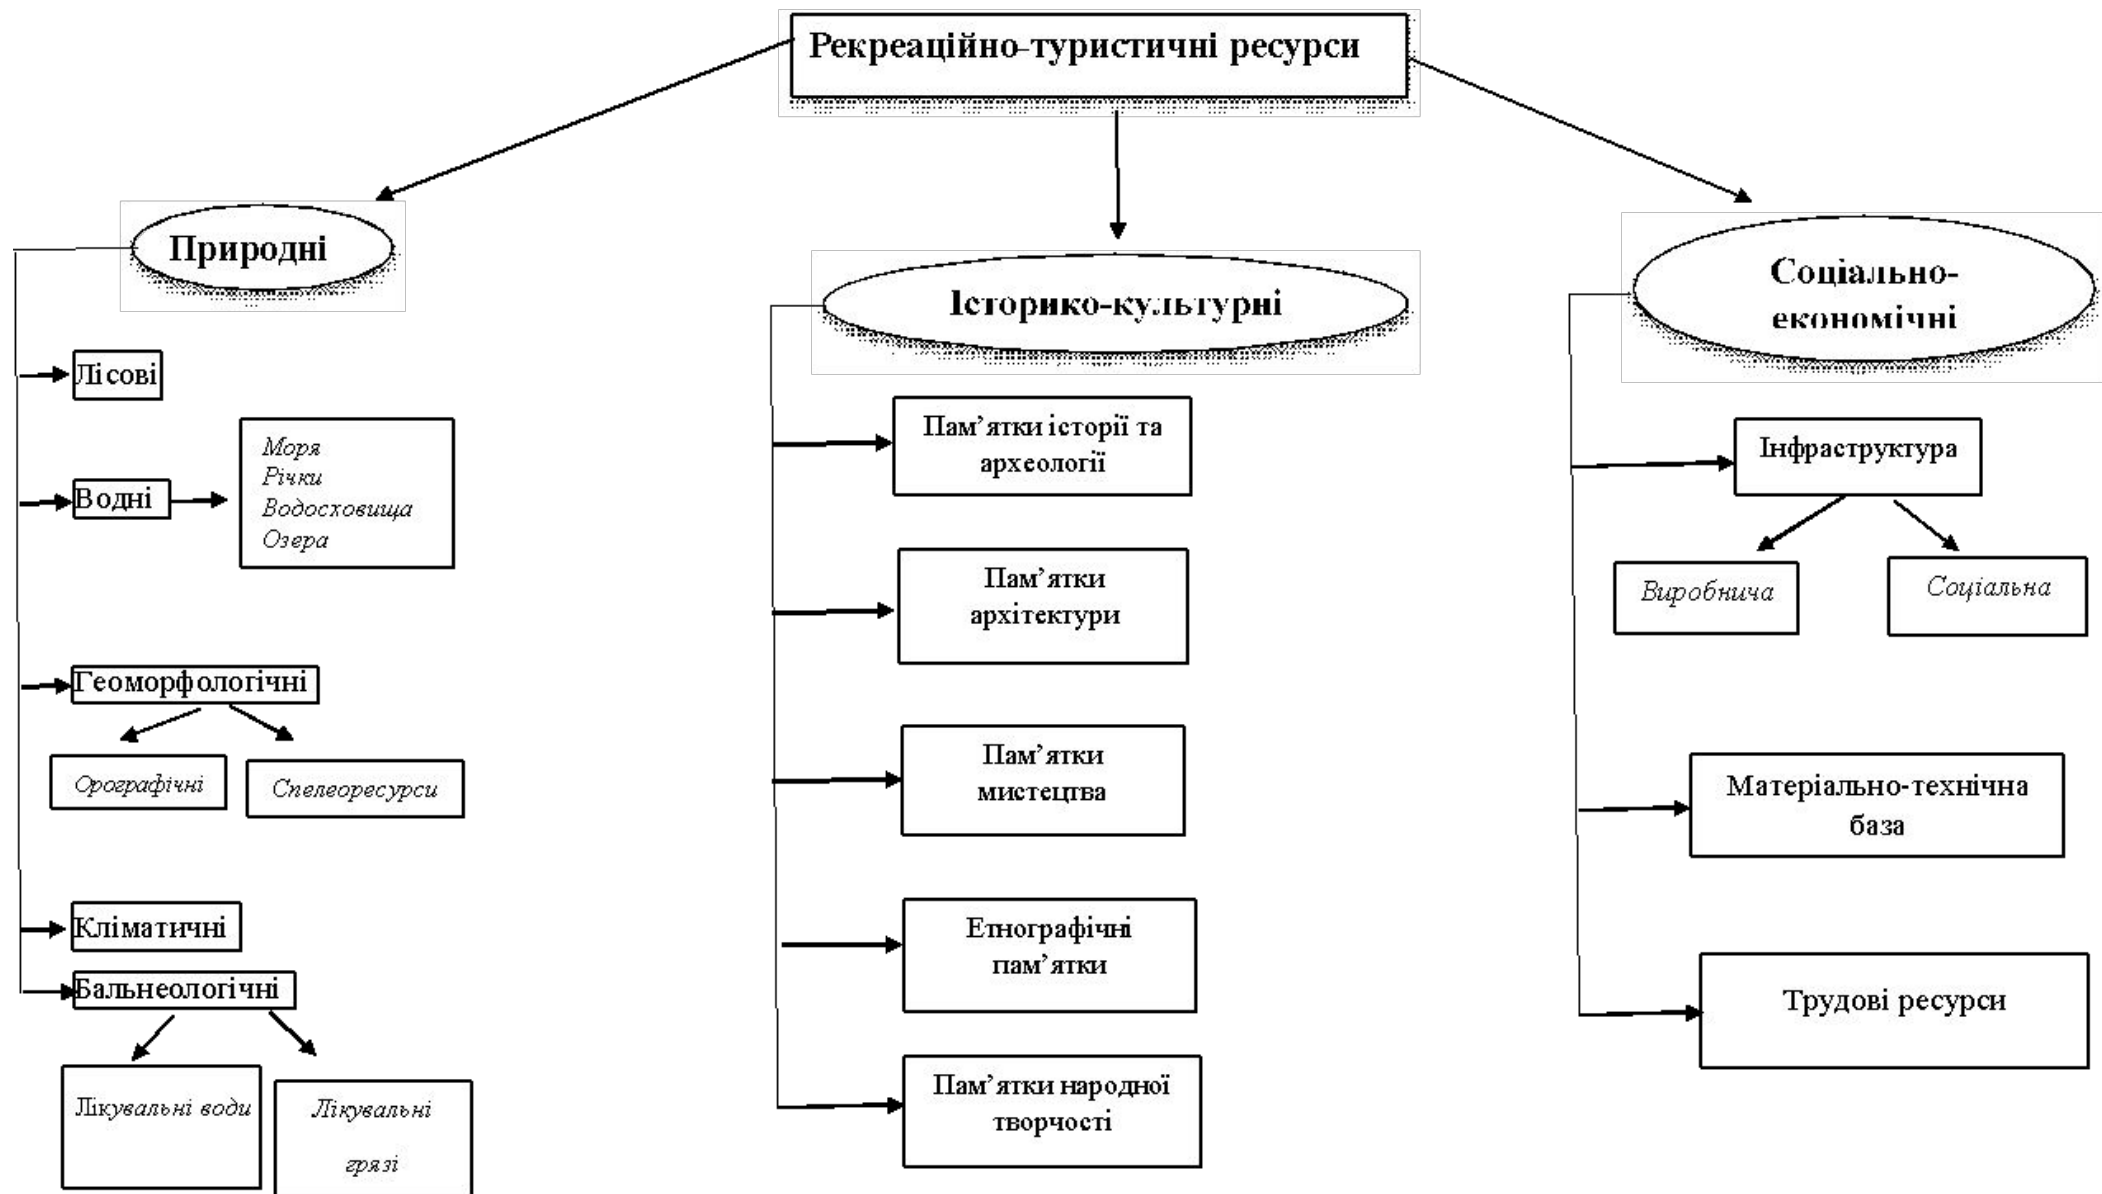 Рекреаційно-туристичні ресурси
Природні
Лісові
Водні
Моря
Річки
Водосховища
Озера
Геоморфологічні
Орографічні
Спелеоресурси
Кліматичні
Бальнеологічні
Лікувальні води
Лікувальні
грязі
Історико-культурні
Пам’ятки історії та
археології
Пам’ятки
архітектури
Пам’ятки
мистецтва
Етнографічні
пам’ятки
Пам’ятки народної
творчості
Соціально-
економічні
Інфраструктура
Виробнича
Соціальна
Матеріально-технічна
база
Трудові ресурси